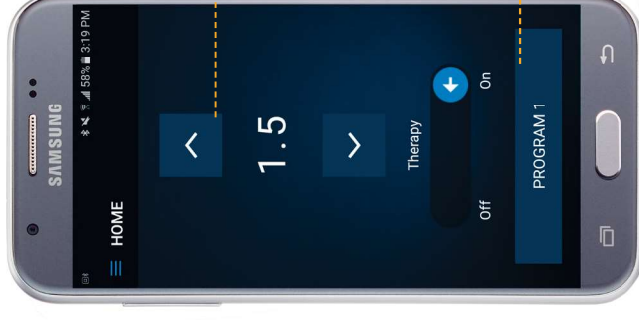 SAMSUNG
58% 3:19 PM
HOME
1.5
Therapy
Off On
PROGRAM 1